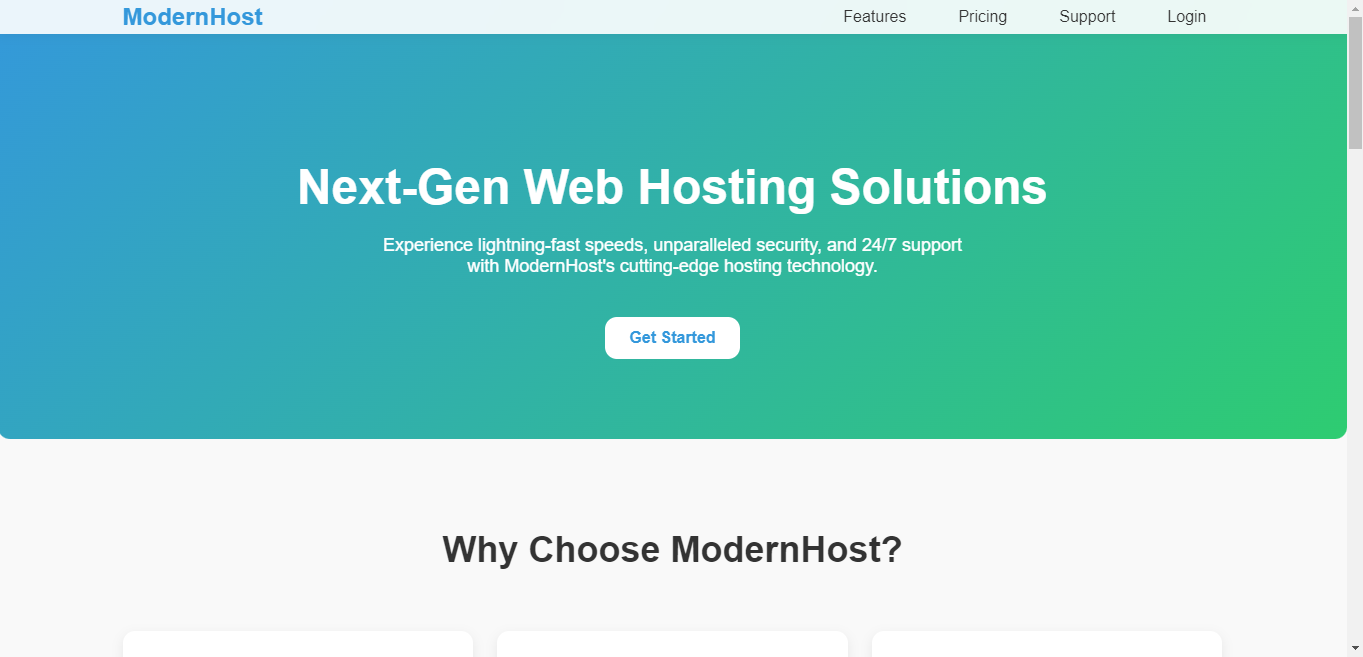 ModernHost
Features
Pricing
Support
Login
Next-Gen Web Hosting Solutions
Experience lightning-fast speeds, unparalleled security, and 24/7 support
with ModernHost's cutting-edge hosting technology.
Get Started
Why Choose ModernHost?